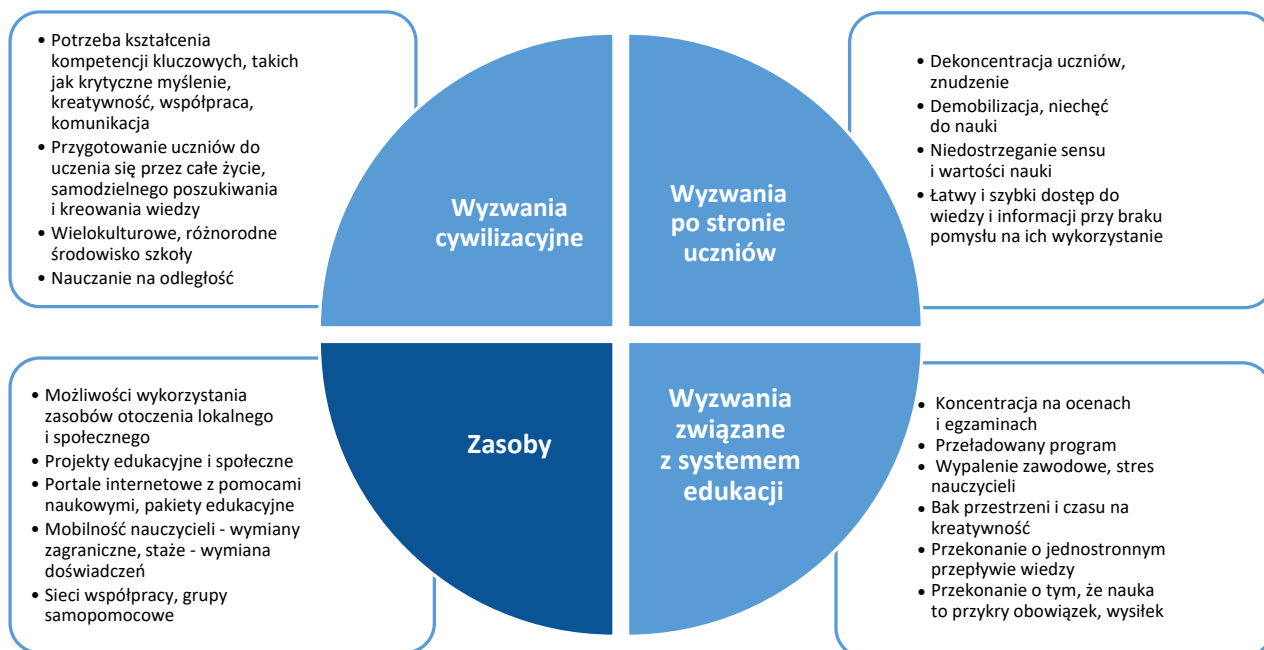 • Potrzeba kształcenia
kompetencji kluczowych, takich
jak krytyczne myślenie,
kreatywność, współpraca,
komunikacja
• Przygotowanie uczniów do
uczenia się przez całe życie,
samodzielnego poszukiwania
i kreowania wiedzy
• Wielokulturowe, różnorodne
środowisko szkoły
• Nauczanie na odległość
Wyzwania
cywilizacyjne
Wyzwania
po stronie
uczniów
• Dekoncentracja uczniów,
znudzenie
• Demobilizacja, niechęć
do nauki
• Niedostrzeganie sensu
i wartości nauki
• Łatwy i szybki dostęp do
wiedzy i informacji przy braku
pomysłu na ich wykorzystanie
• Możliwości wykorzystania
zasobów otoczenia lokalnego
i społecznego
• Projekty edukacyjne i społeczne
• Portale internetowe z pomocami
naukowymi, pakiety edukacyjne
• Mobilność nauczycieli - wymiany
zagraniczne, staże - wymiana
doświadczeń
• Sieci współpracy, grupy
samopomocowe
Zasoby
Wyzwania
związane
z systemem
edukacji
• Koncentracja na ocenach
i egzaminach
• Przeładowany program
• Wypalenie zawodowe, stres
nauczycieli
• Bak przestrzeni i czasu na
kreatywność
• Przekonanie o jednostronnym
przepływie wiedzy
• Przekonanie o tym, że nauka
to przykry obowiązek, wysiłek